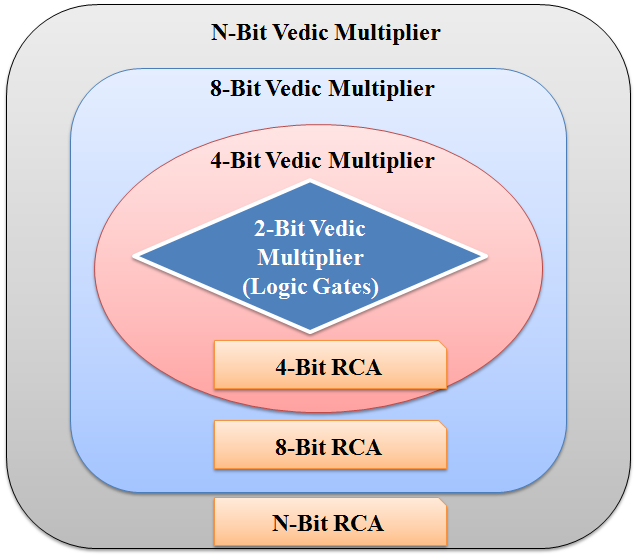 N-Bit Vedic Multiplier
8-Bit Vedic Multiplier
4-Bit Vedic Multiplier
2-Bit Vedic
Multiplier
(Logic Gates)
4-Bit RCA
8-Bit RCA
N-Bit RCA